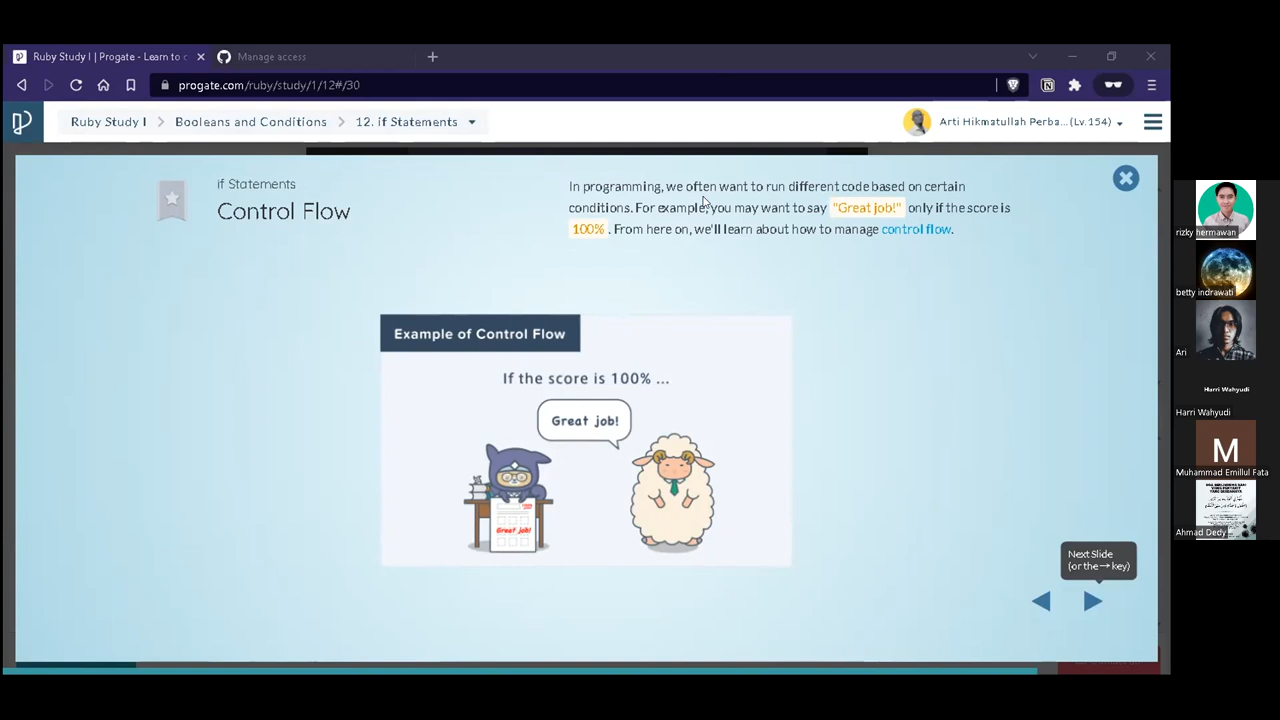 Ruby Study I | Progate - Learn to c
Manage access
progate.com/ruby/study/1/12#/30
Ruby Study I
Booleans and Conditions
12. if Statements
Arti Hikmatullah Perba...(Lv.154)
if Statements
Control Flow
In programming, we often want to run different code based on certain
conditions. For example, you may want to say "Great job!" only if the score is
100% . From here on, we'll learn about how to manage control flow.
Example of Control Flow
If the score is 100% ...
Great job!
Great job!
Next Slide
(or the → key)
rizky hermawan
betty indrawati
Ari
Harri Wahyudi
Harri Wahyudi
M
Muhammad Emillul Fata
Ahmad Dedy